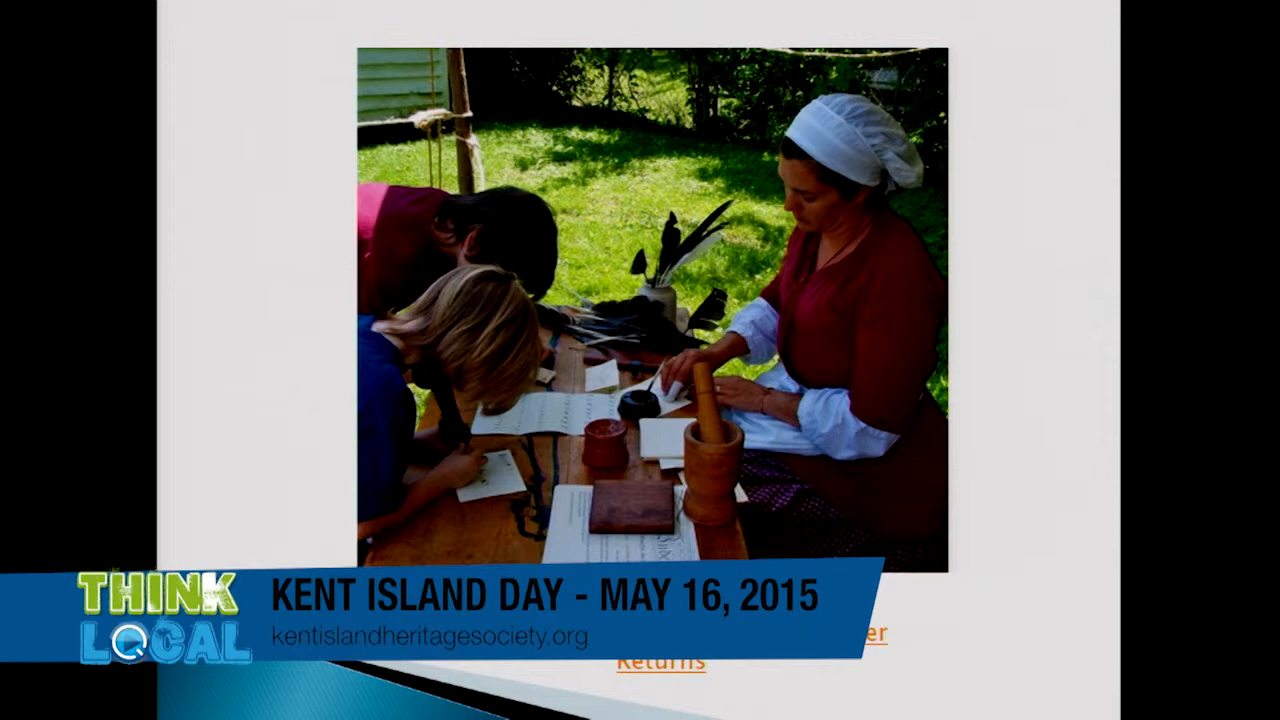 THINK
LOCAL
KENT ISLAND DAY - MAY 16, 2015
kentislandheritagesociety.org
Returns